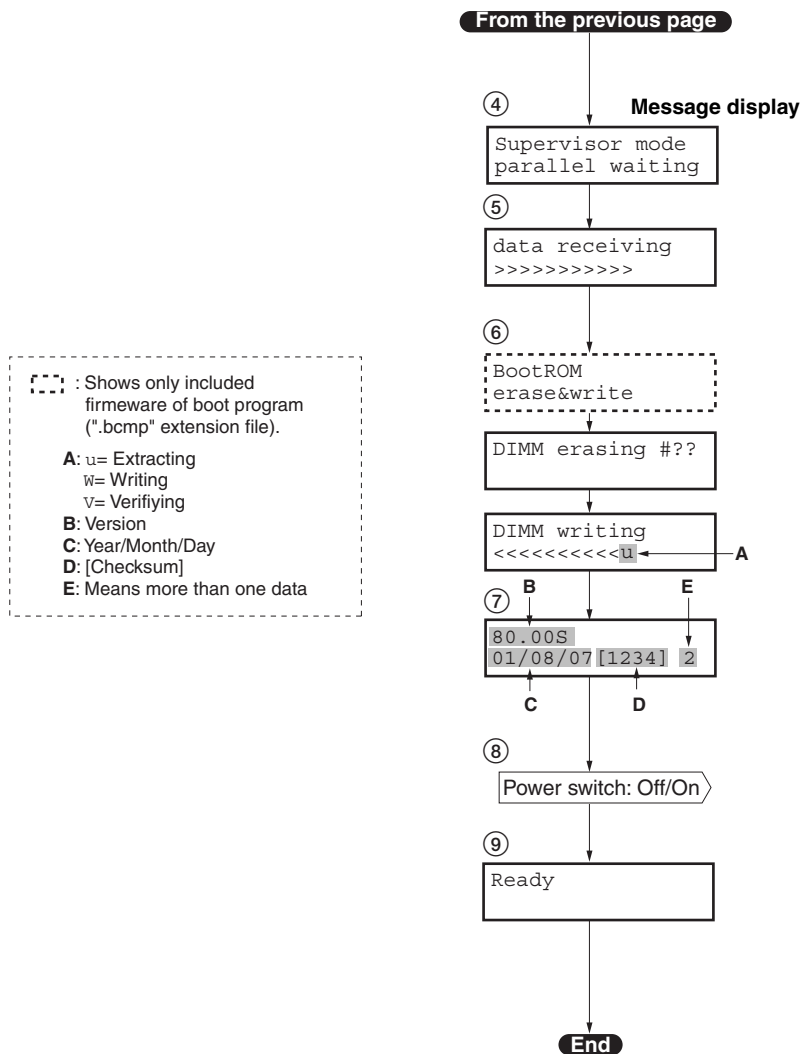 From the previous page
④
Message display
Supervisor mode
parallel waiting
⑤
data receiving
>>>>>>>>>>>
⑥
BootROM
erase&write
DIMM erasing #??
DIMM writing
<<<<<<<<<<u
A
⑦
B
E
80.00S
01/08/07 [1234] 2
C
D
⑧
Power switch: Off/On
⑨
Ready
End
: Shows only included
firmeware of boot program
(".bcmp" extension file).
A: u= Extracting
W= Writing
V= Verifiying
B: Version
C: Year/Month/Day
D: [Checksum]
E: Means more than one data